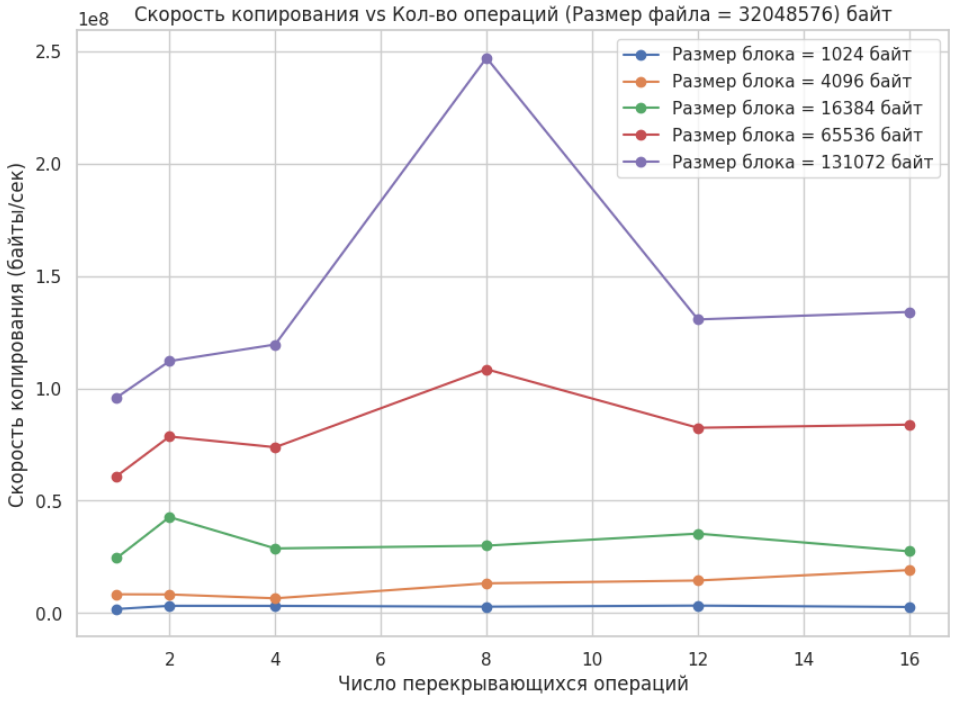 Скорость копирования vs Кол-во операций (Размер файла = 32048576) байт
1e8
2.5
2.0
1.5
1.0
0.5
0.0
Скорость копирования (байты/сек)
Размер блока = 1024 байт
Размер блока = 4096 байт
Размер блока = 16384 байт
Размер блока = 65536 байт
Размер блока = 131072 байт
2 4 6 8 10 12 14 16
Число перекрывающихся операций